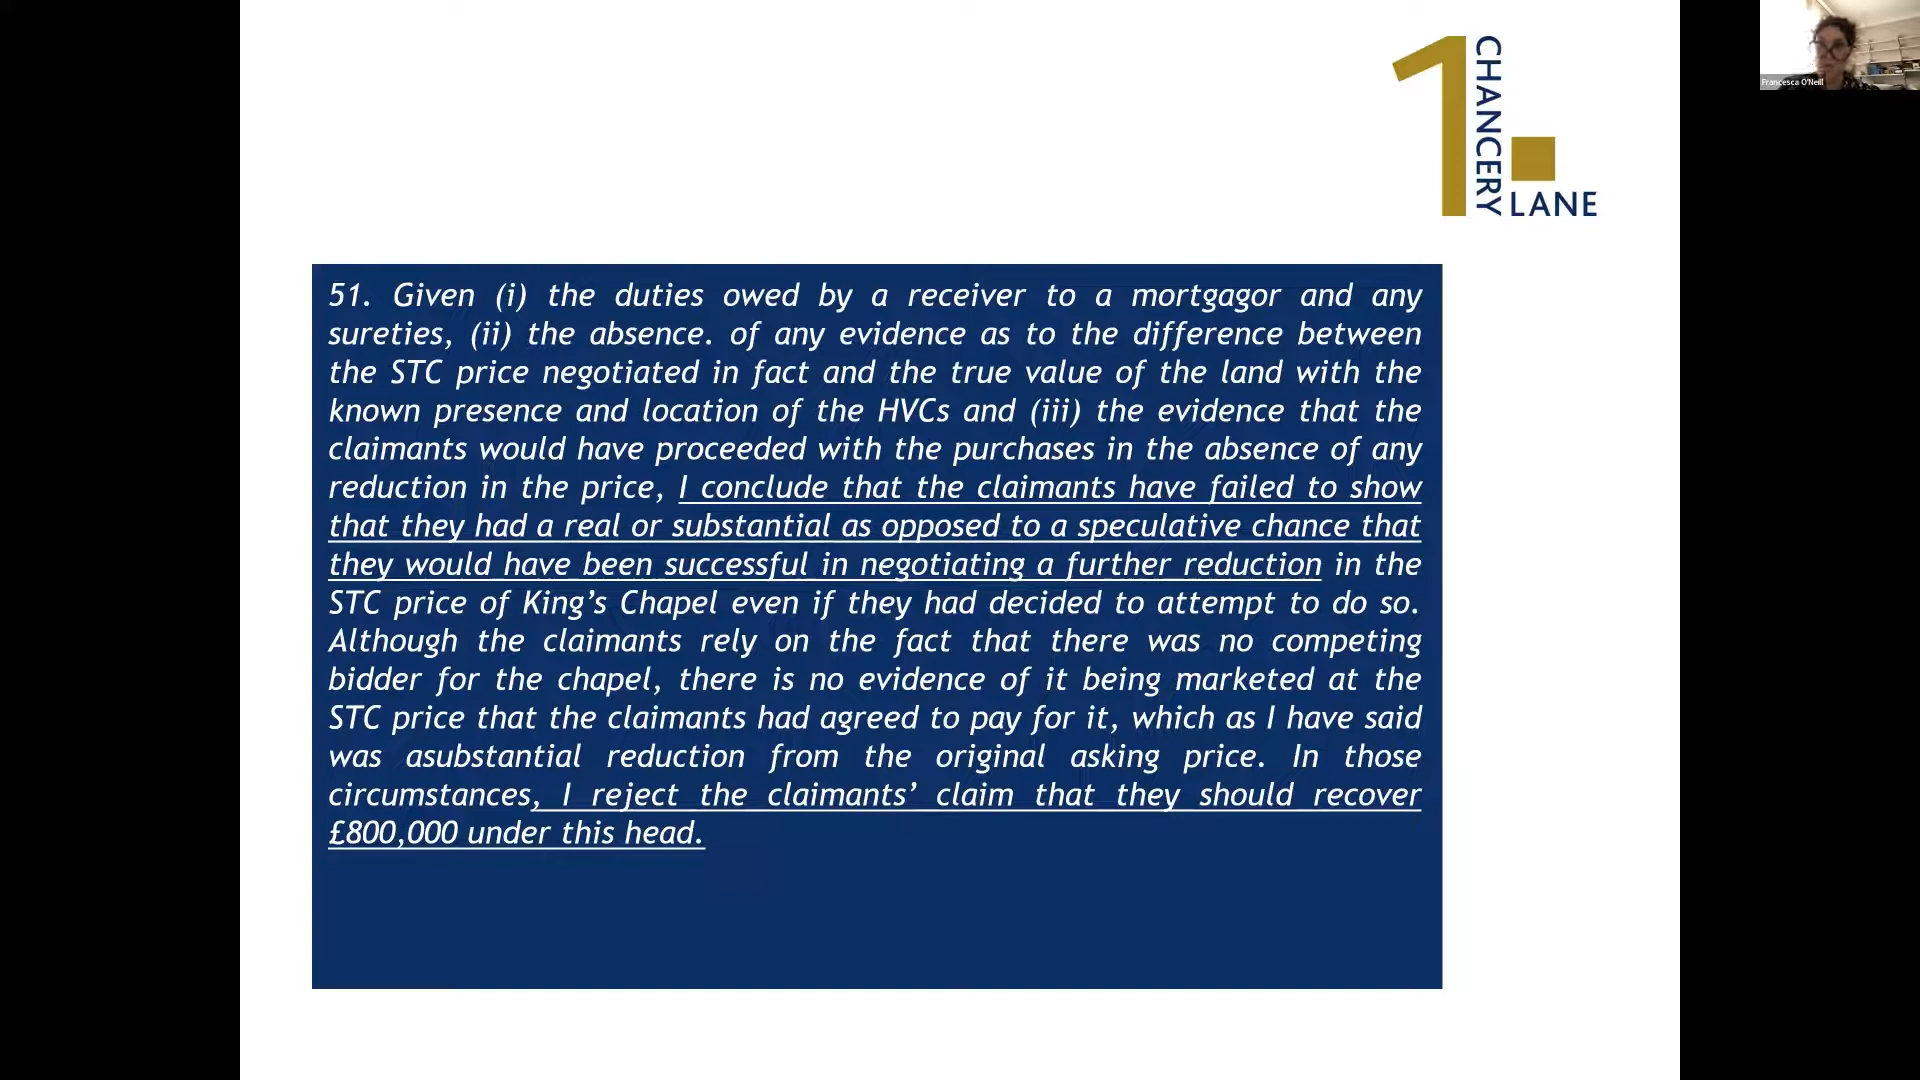 1 CHANCERY LANE
Francesca O'Neill
51. Given (i) the duties owed by a receiver to a mortgagor and any
sureties, (ii) the absence. of any evidence as to the difference between
the STC price negotiated in fact and the true value of the land with the
known presence and location of the HVCs and (iii) the evidence that the
claimants would have proceeded with the purchases in the absence of any
reduction in the price, I conclude that the claimants have failed to show
that they had a real or substantial as opposed to a speculative chance that
they would have been successful in negotiating a further reduction in the
STC price of King’s Chapel even if they had decided to attempt to do so.
Although the claimants rely on the fact that there was no competing
bidder for the chapel, there is no evidence of it being marketed at the
STC price that the claimants had agreed to pay for it, which as I have said
was asubstantial reduction from the original asking price. In those
circumstances, I reject the claimants’ claim that they should recover
£800,000 under this head.